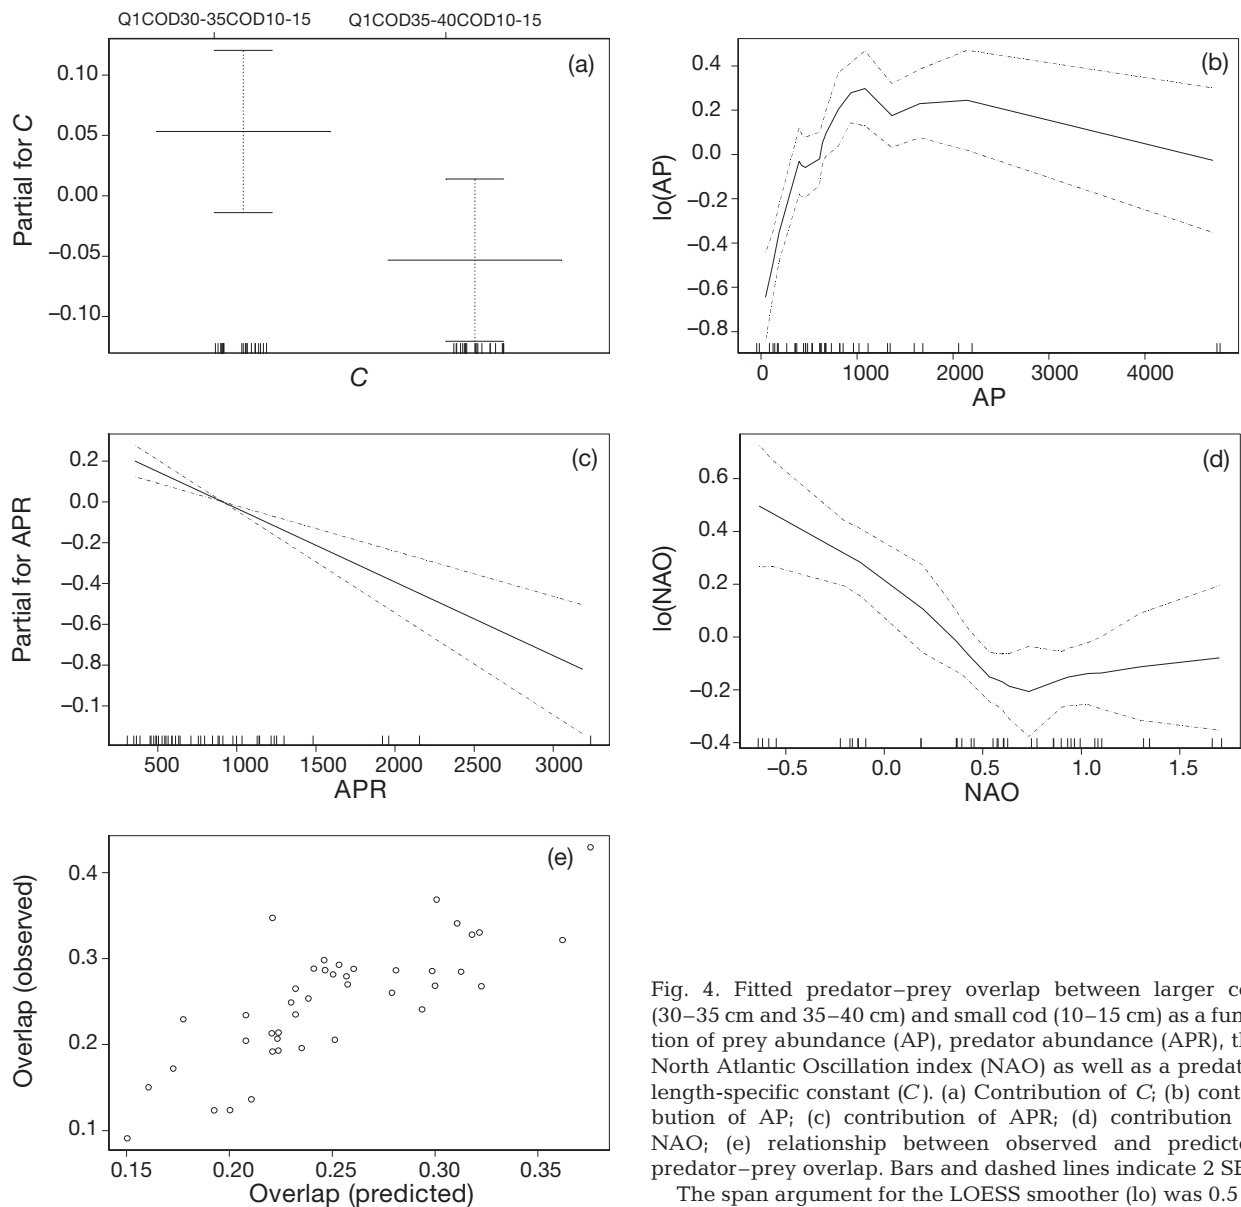 Q1COD30-35COD10-15
Q1COD35-40COD10-15
(a)
0.10
0.05
0.00
–0.05
–0.10
Partial for C
C
(b)
0.4
0.2
0.0
–0.2
–0.4
–0.6
–0.8
lo(AP)
0
1000
2000
3000
4000
AP
(c)
0.2
0.0
–0.2
–0.4
–0.6
–0.8
–0.1
Partial for APR
500
1000
1500
2000
2500
3000
APR
(d)
0.6
0.4
0.2
0.0
–0.2
–0.4
lo(NAO)
–0.5
0.0
0.5
1.0
1.5
NAO
(e)
0.4
0.3
0.2
0.1
Overlap (observed)
0.15
0.20
0.25
0.30
0.35
Overlap (predicted)
Fig. 4. Fitted predator–prey overlap between larger co
(30–35 cm and 35–40 cm) and small cod (10–15 cm) as a fun
tion of prey abundance (AP), predator abundance (APR), th
North Atlantic Oscillation index (NAO) as well as a predat
length-specific constant (C). (a) Contribution of C; (b) cont
bution of AP; (c) contribution of APR; (d) contribution
NAO; (e) relationship between observed and predicte
predator–prey overlap. Bars and dashed lines indicate 2 SE
The span argument for the LOESS smoother (lo) was 0.5